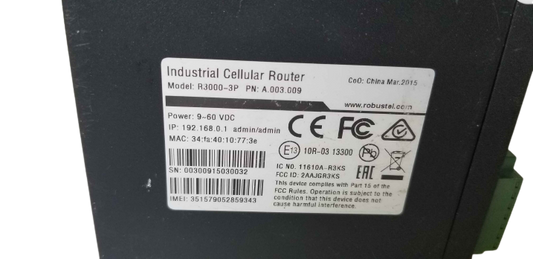 Industrial Cellular Router
CoO: China Mar.2015
Model: R3000-3P PN: A.003.009
www.robustel.com
Power: 9-60 VDC
IP: 192.168.0.1 admin/admin
MAC: 34:fa:40:10:77:3e
CE FC
E13 10R-03 13300
EAC
SN: 00300915030032
IC NO. 11610A-R3KS
FCC ID: 2AAJGR3KS
This device complies with Part 15 of the
FCC Rules. Operation is subject to the
condition that this device does not
cause harmful interference.
IMEI: 351579052859343